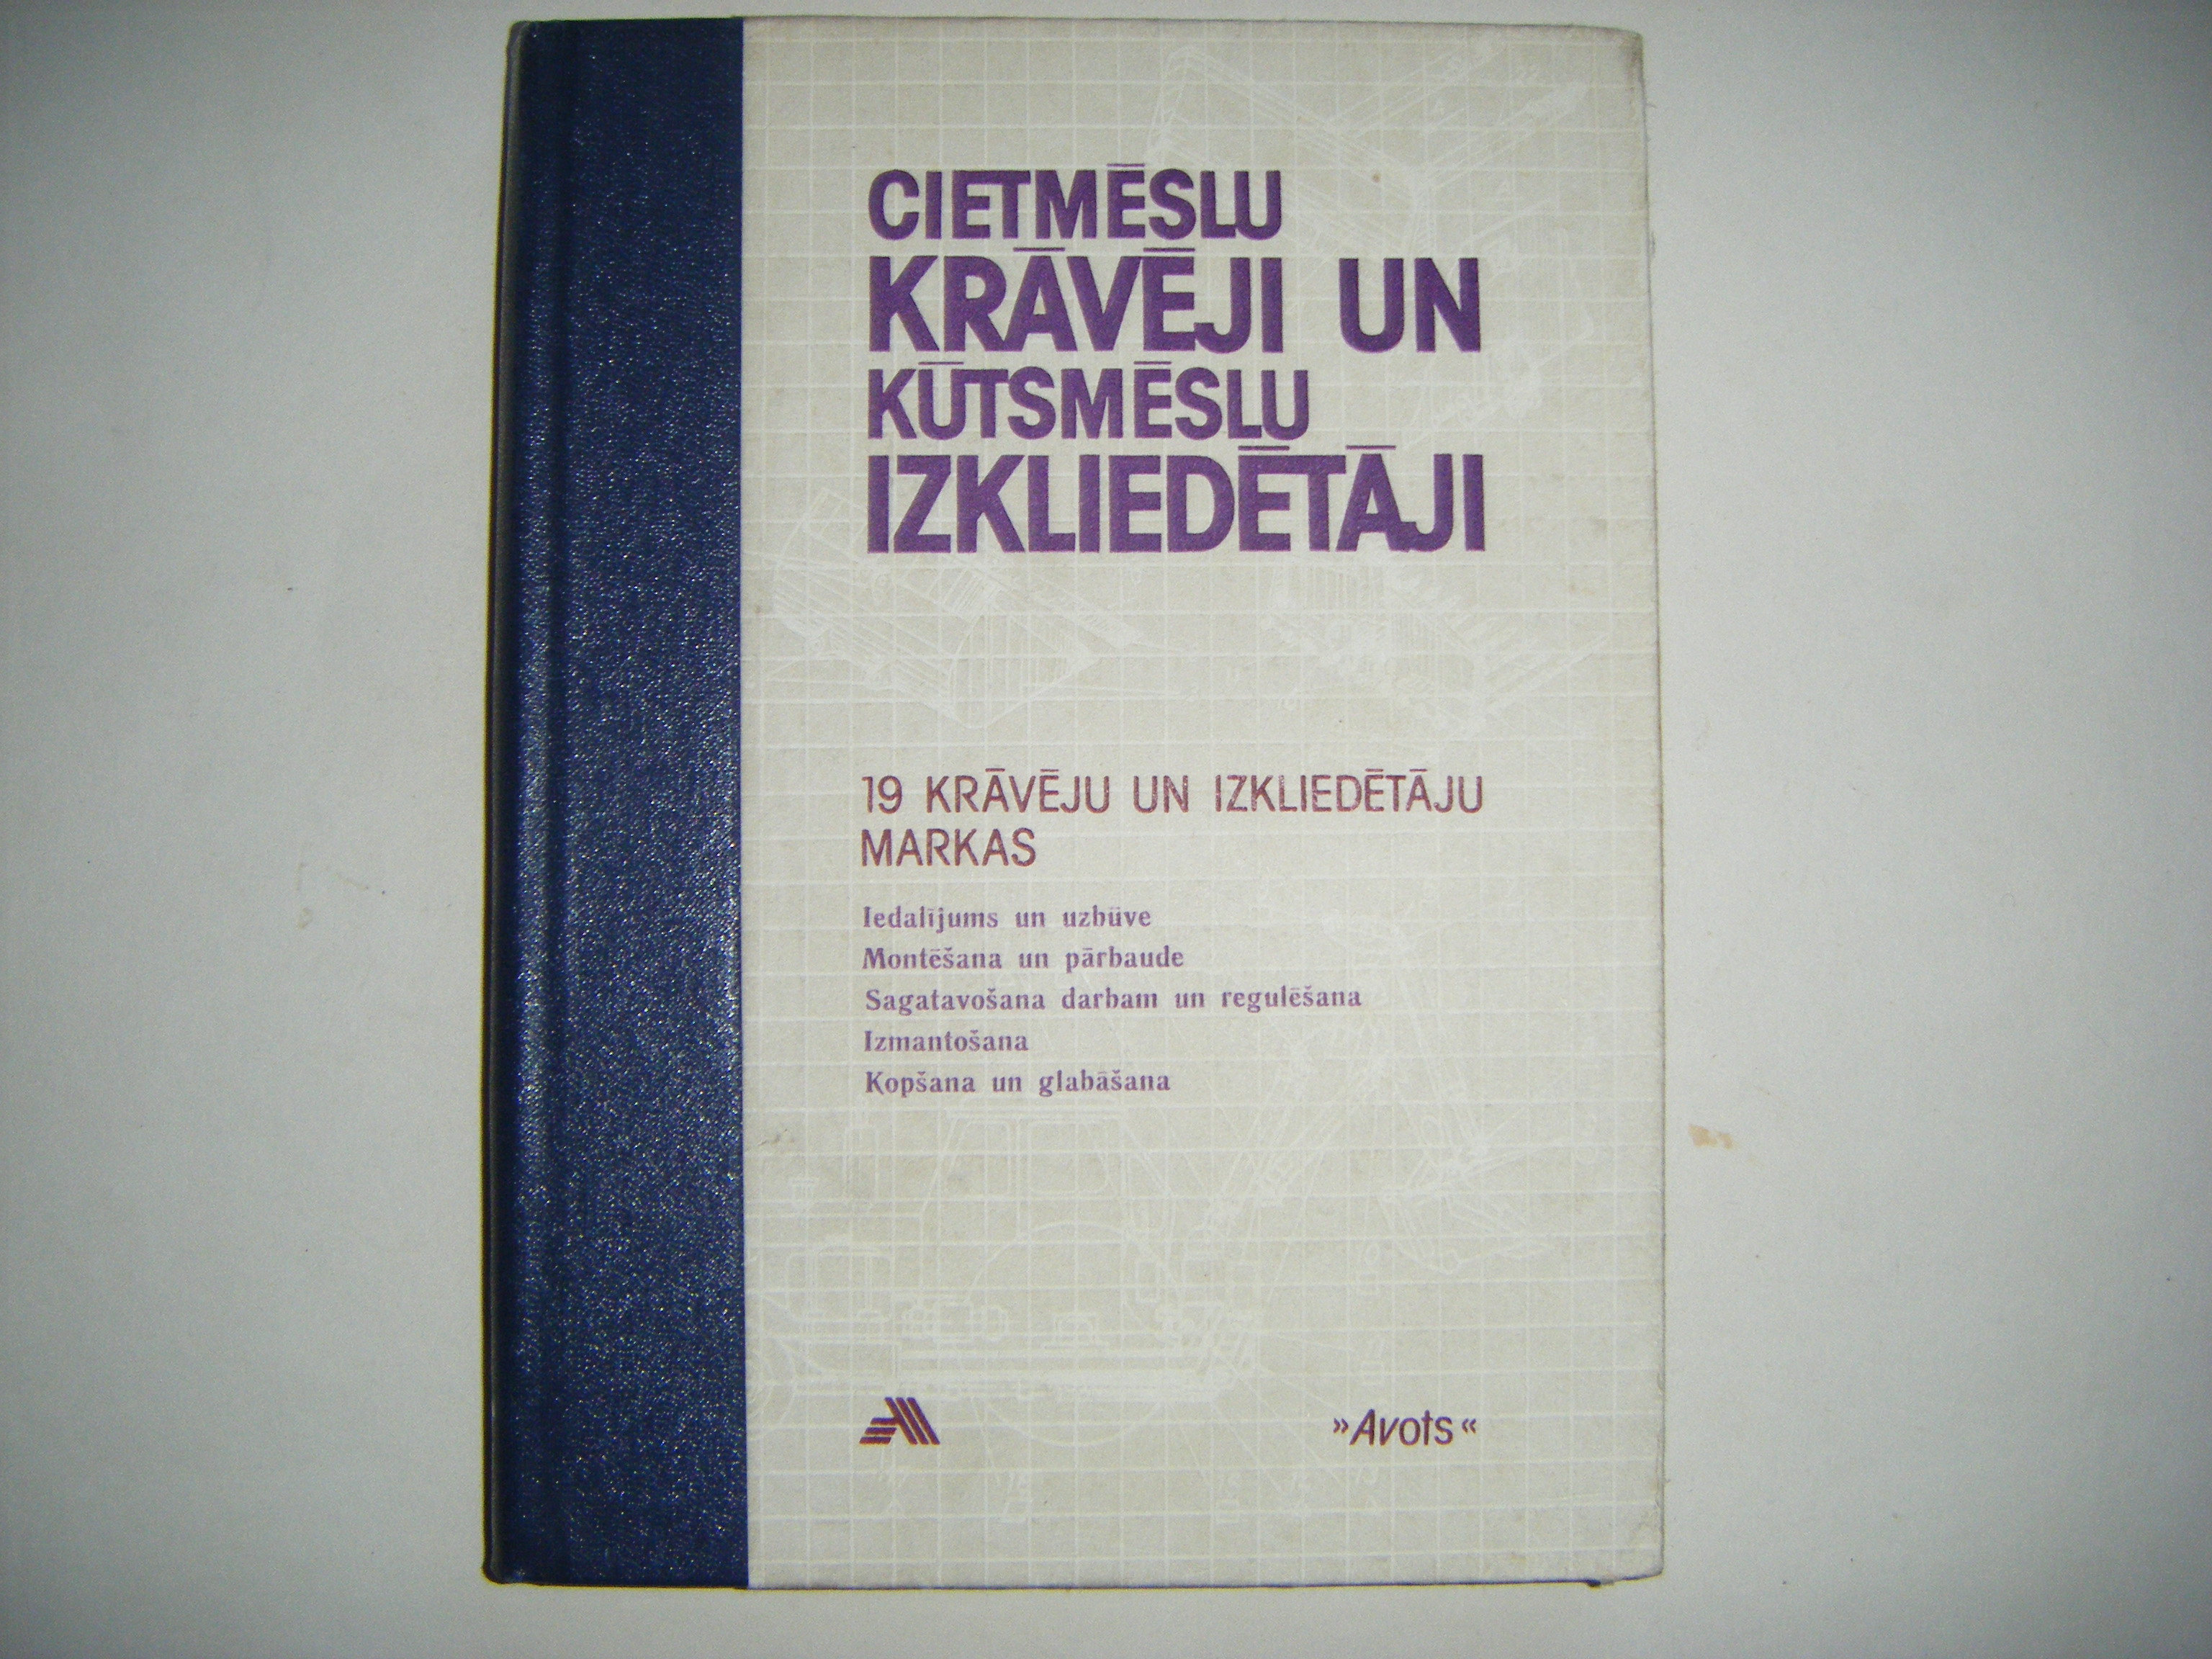 CIETMĒSLU
KRĀVĒJI UN
KŪTSMĒSLU
IZKLIEDĒTĀJI
19 KRĀVĒJU UN IZKLIEDĒTĀJU
MARKAS
Iedalījums un uzbūve
Montēšana un pārbaude
Sagatavošana darbam un regulēšana
Izmantošana
Kopšana un glabāšana
»Avots«